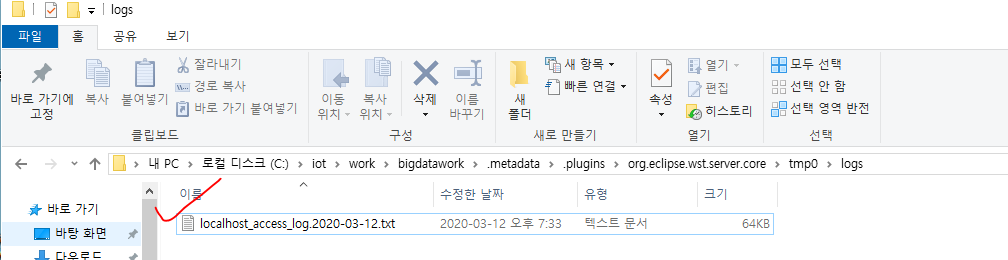 logs
파일 홈 공유 보기
바로 가기에 고정
복사
붙여넣기
잘라내기
경로 복사
바로 가기 붙여넣기
클립보드
이동 위치
복사 위치
삭제
이름 바꾸기
구성
새 폴더
새 항목
빠른 연결
새로 만들기
속성
열기
편집
히스토리
열기
모두 선택
선택 안 함
선택 영역 반전
선택
내 PC > 로컬 디스크 (C:) > iot > work > bigdatawork > .metadata > .plugins > org.eclipse.wst.server.core > tmp0 > logs
이름 수정한 날짜 유형 크기
바로 가기
바탕 화면
다운로드
localhost_access_log.2020-03-12.txt 2020-03-12 오후 7:33 텍스트 문서 64KB